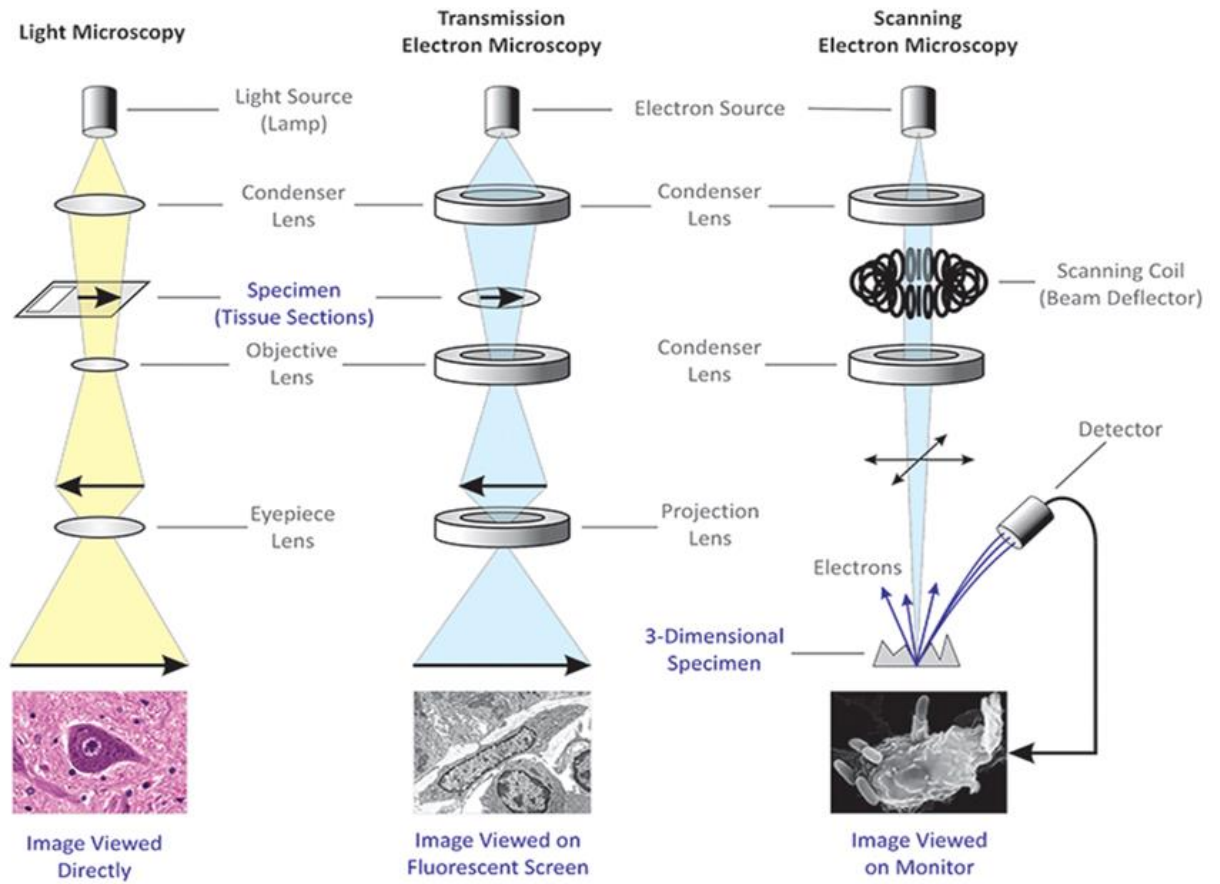 Light Microscopy
Transmission
Electron Microscopy
Scanning
Electron Microscopy
Light Source
(Lamp)
Electron Source
Condenser
Lens
Condenser
Lens
Specimen
(Tissue Sections)
Scanning Coil
(Beam Deflector)
Objective
Lens
Condenser
Lens
Detector
Eyepiece
Lens
Projection
Lens
Electrons
3-Dimensional
Specimen
Image Viewed
Directly
Image Viewed on
Fluorescent Screen
Image Viewed
on Monitor